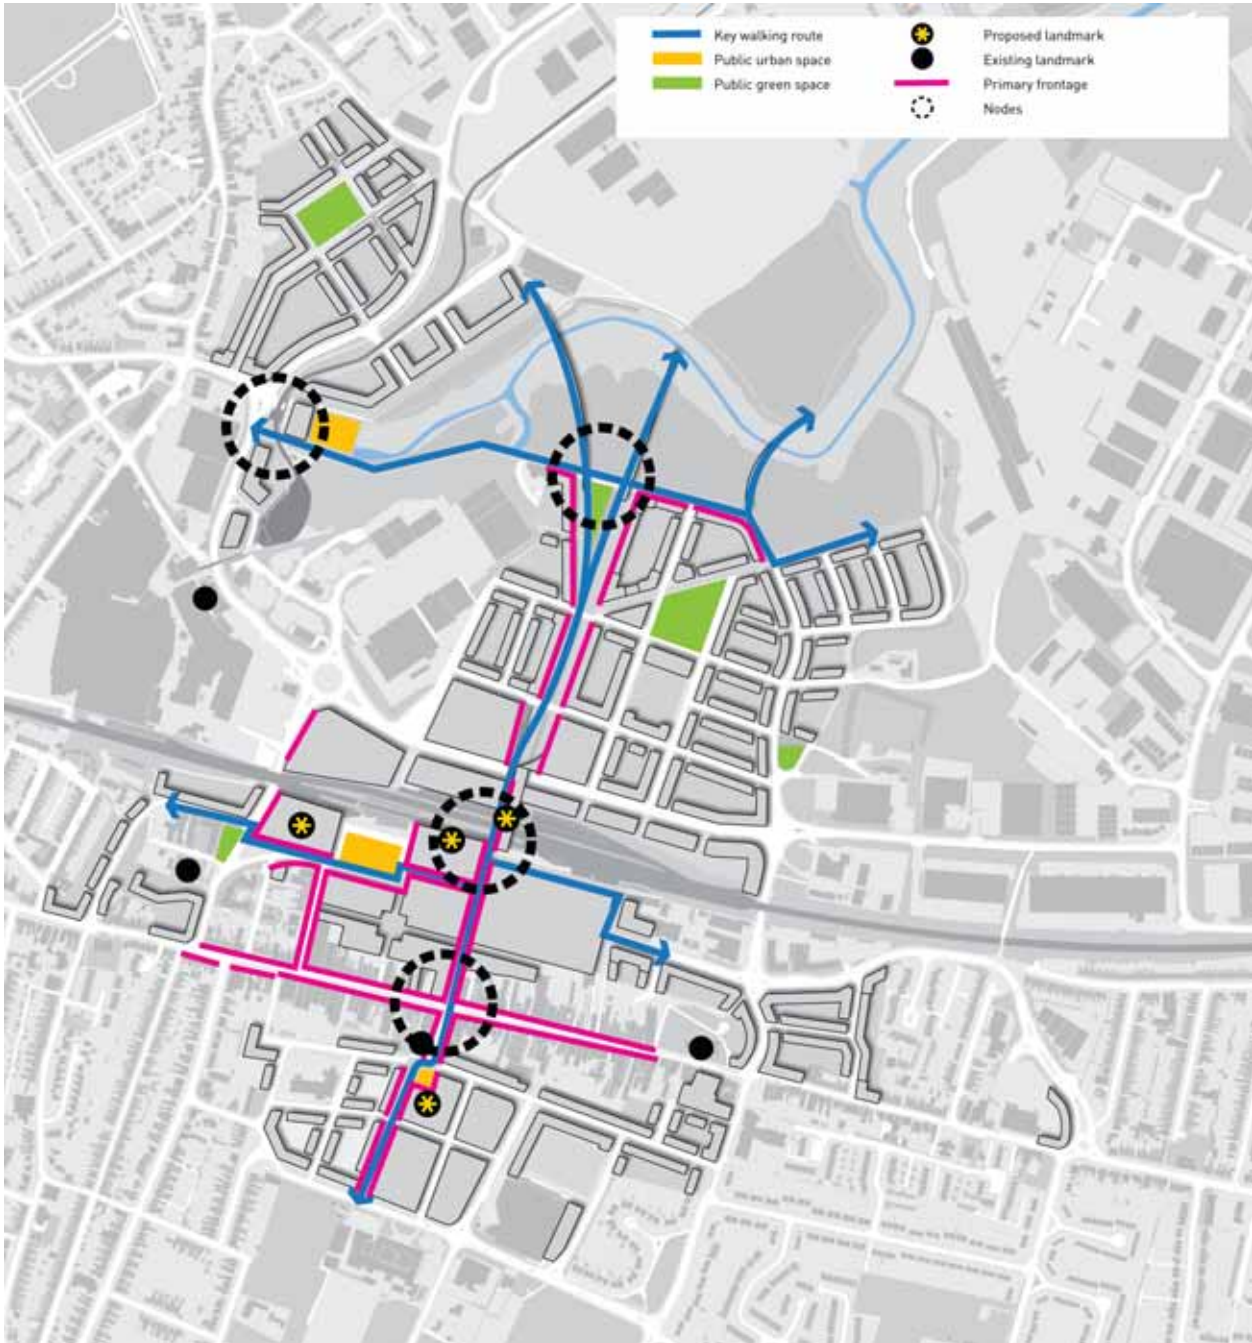 Key walking route
Public urban space
Public green space
Proposed landmark
Existing landmark
Primary frontage
Nodes